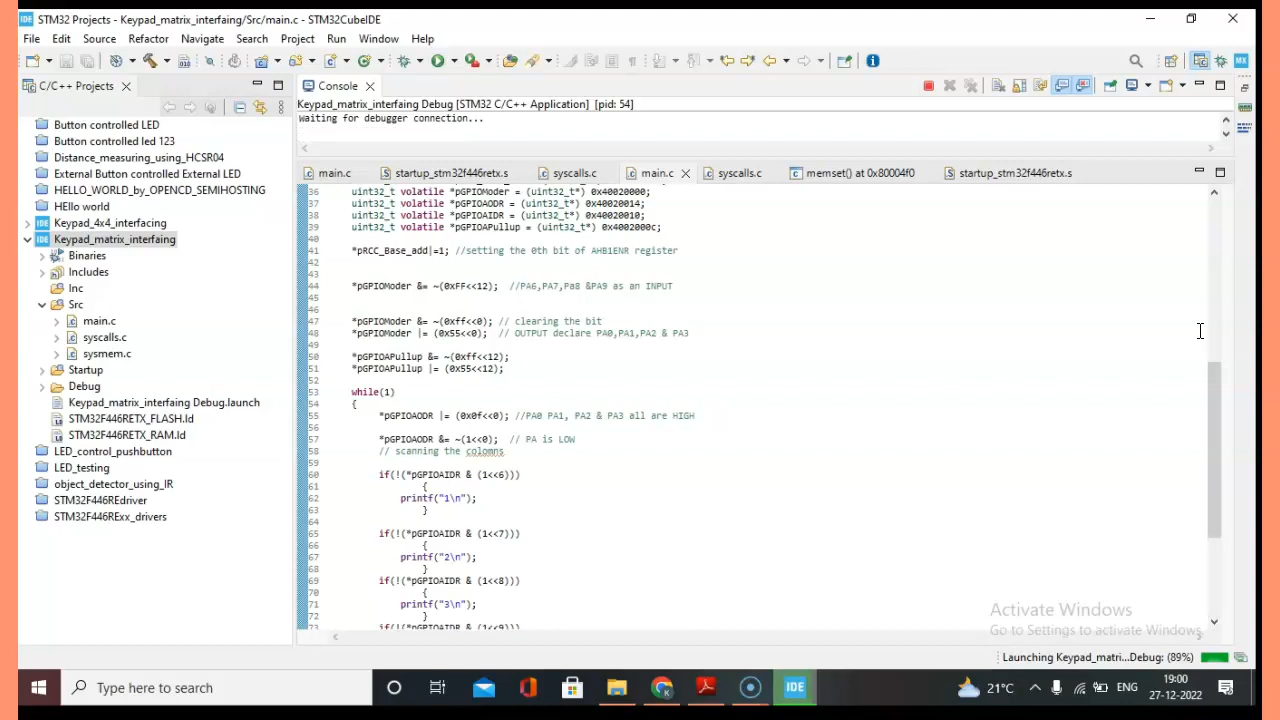 STM32 Projects - Keypad_matrix_interfaing/Src/main.c - STM32CubeIDE
File Edit Source Refactor Navigate Search Project Run Window Help
C/C++ Projects
Console
Keypad_matrix_interfaing Debug [STM32 C/C++ Application] [pid: 54]
Waiting for debugger connection...
Button controlled LED
Button controlled led 123
Distance_measuring_using_HCSR04
External Button controlled External LED
HELLO_WORLD_by_OPENCD_SEMIHOSTING
HEllo world
Keypad_4x4_interfacing
Keypad_matrix_interfaing
Binaries
Includes
Inc
Src
main.c
syscalls.c
sysmem.c
Startup
Debug
Keypad_matrix_interfaing Debug.launch
STM32F446RETX_FLASH.ld
STM32F446RETX_RAM.ld
LED_control_pushbutton
LED_testing
object_detector_using_IR
STM32F446REdriver
STM32F446RExx_drivers
main.c startup_stm32f446retx.s syscalls.c main.c syscalls.c memset() at 0x80004f0 startup_stm32f446retx.s
36 uint32_t volatile *pGPIOModer = (uint32_t*) 0x40020000;
37 uint32_t volatile *pGPIOAODR = (uint32_t*) 0x40020014;
38 uint32_t volatile *pGPIOAIDR = (uint32_t*) 0x40020010;
39 uint32_t volatile *pGPIOAPullup = (uint32_t*) 0x4002000c;
40
41 *pRCC_Base_add|=1; //setting the 0th bit of AHB1ENR register
42
43
44 *pGPIOModer &= ~(0xFF<<12); //PA6,PA7,Pa8 &PA9 as an INPUT
45
46
47 *pGPIOModer &= ~(0xff<<0); // clearing the bit
48 *pGPIOModer |= (0x55<<0); // OUTPUT declare PA0,PA1,PA2 & PA3
49
50 *pGPIOAPullup &= ~(0xff<<12);
51 *pGPIOAPullup |= (0x55<<12);
52
53 while(1)
54 {
55 *pGPIOAODR |= (0x0f<<0); //PA0 PA1, PA2 & PA3 all are HIGH
56
57 *pGPIOAODR &= ~(1<<0); // PA is LOW
58 // scanning the colomns
59
60 if(!(*pGPIOAIDR & (1<<6)))
61 {
62 printf("1\n");
63 }
64
65 if(!(*pGPIOAIDR & (1<<7)))
66 {
67 printf("2\n");
68 }
69 if(!(*pGPIOAIDR & (1<<8)))
70 {
71 printf("3\n");
72 }
73 if(!(*pGPIOAIDR & (1<<9)))
Activate Windows
Go to Settings to activate Windows.
Launching Keypad_matri...Debug: (89%)
Type here to search
21°C
ENG
19:00
27-12-2022